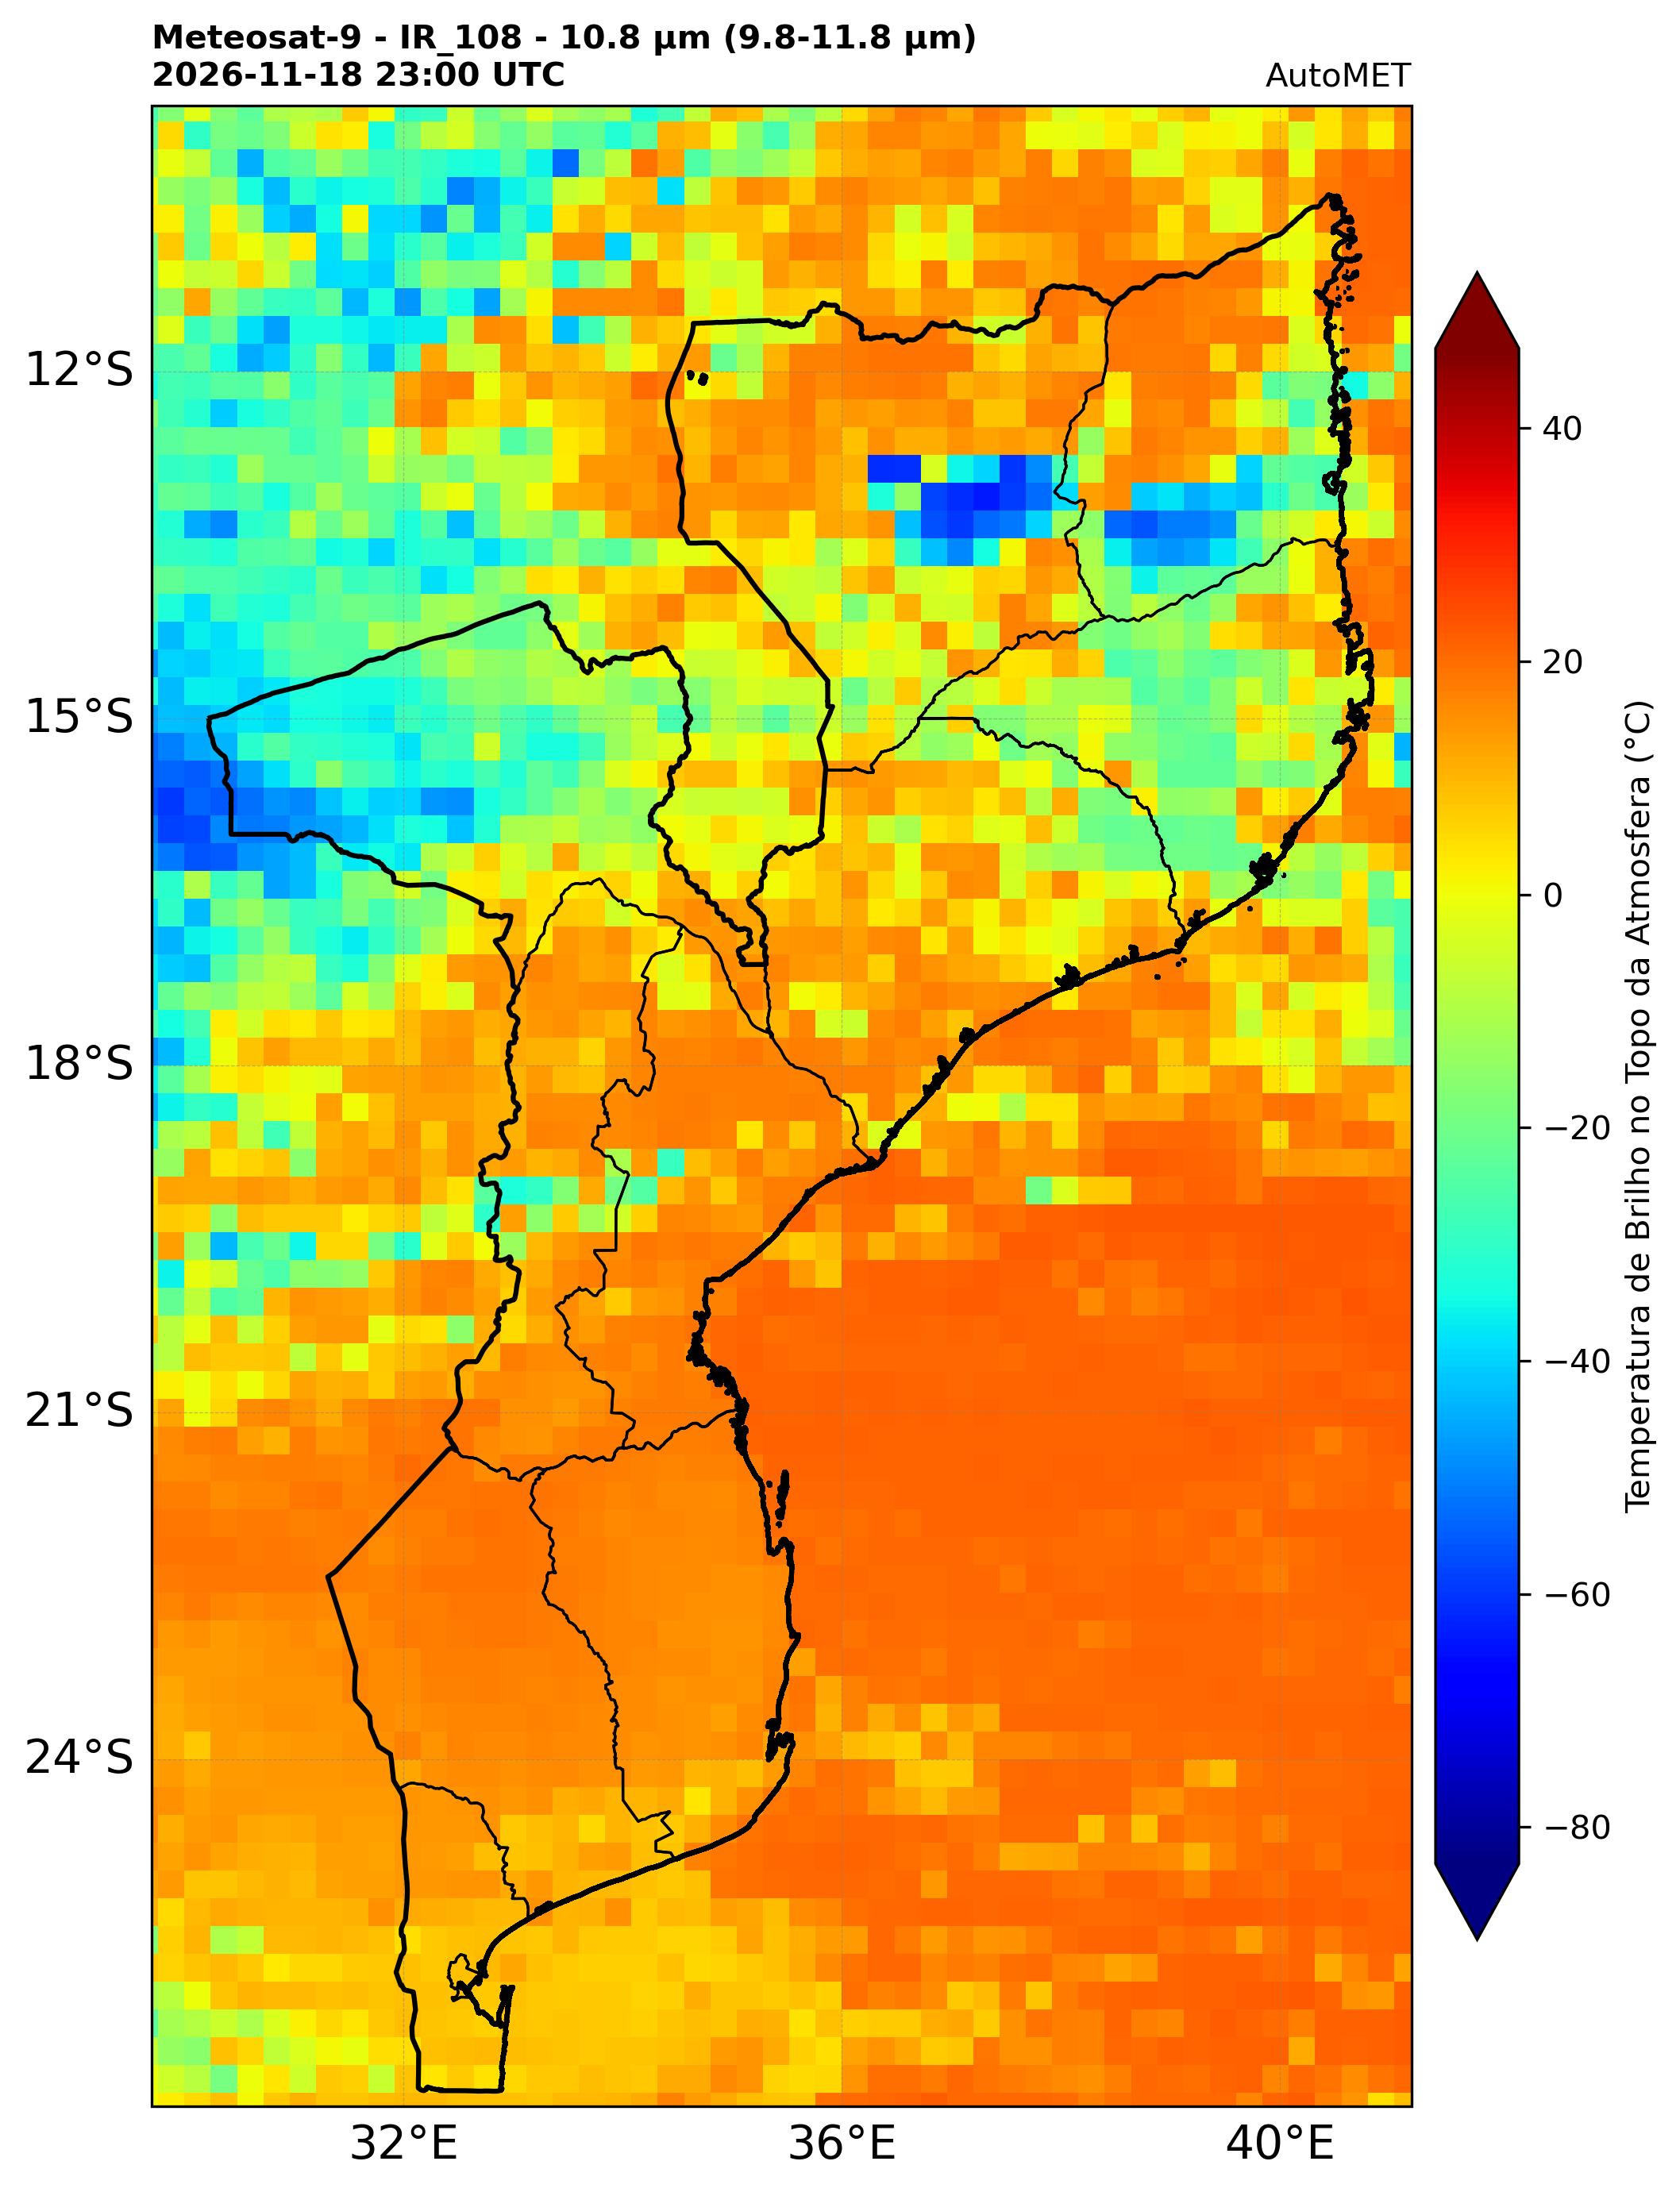 Meteosat-9 - IR_108 - 10.8 µm (9.8-11.8 µm)
2026-11-18 23:00 UTC
AutoMET
12°S
15°S
18°S
21°S
24°S
32°E
36°E
40°E
40
20
0
−20
−40
−60
−80
Temperatura de Brilho no Topo da Atmosfera (°C)